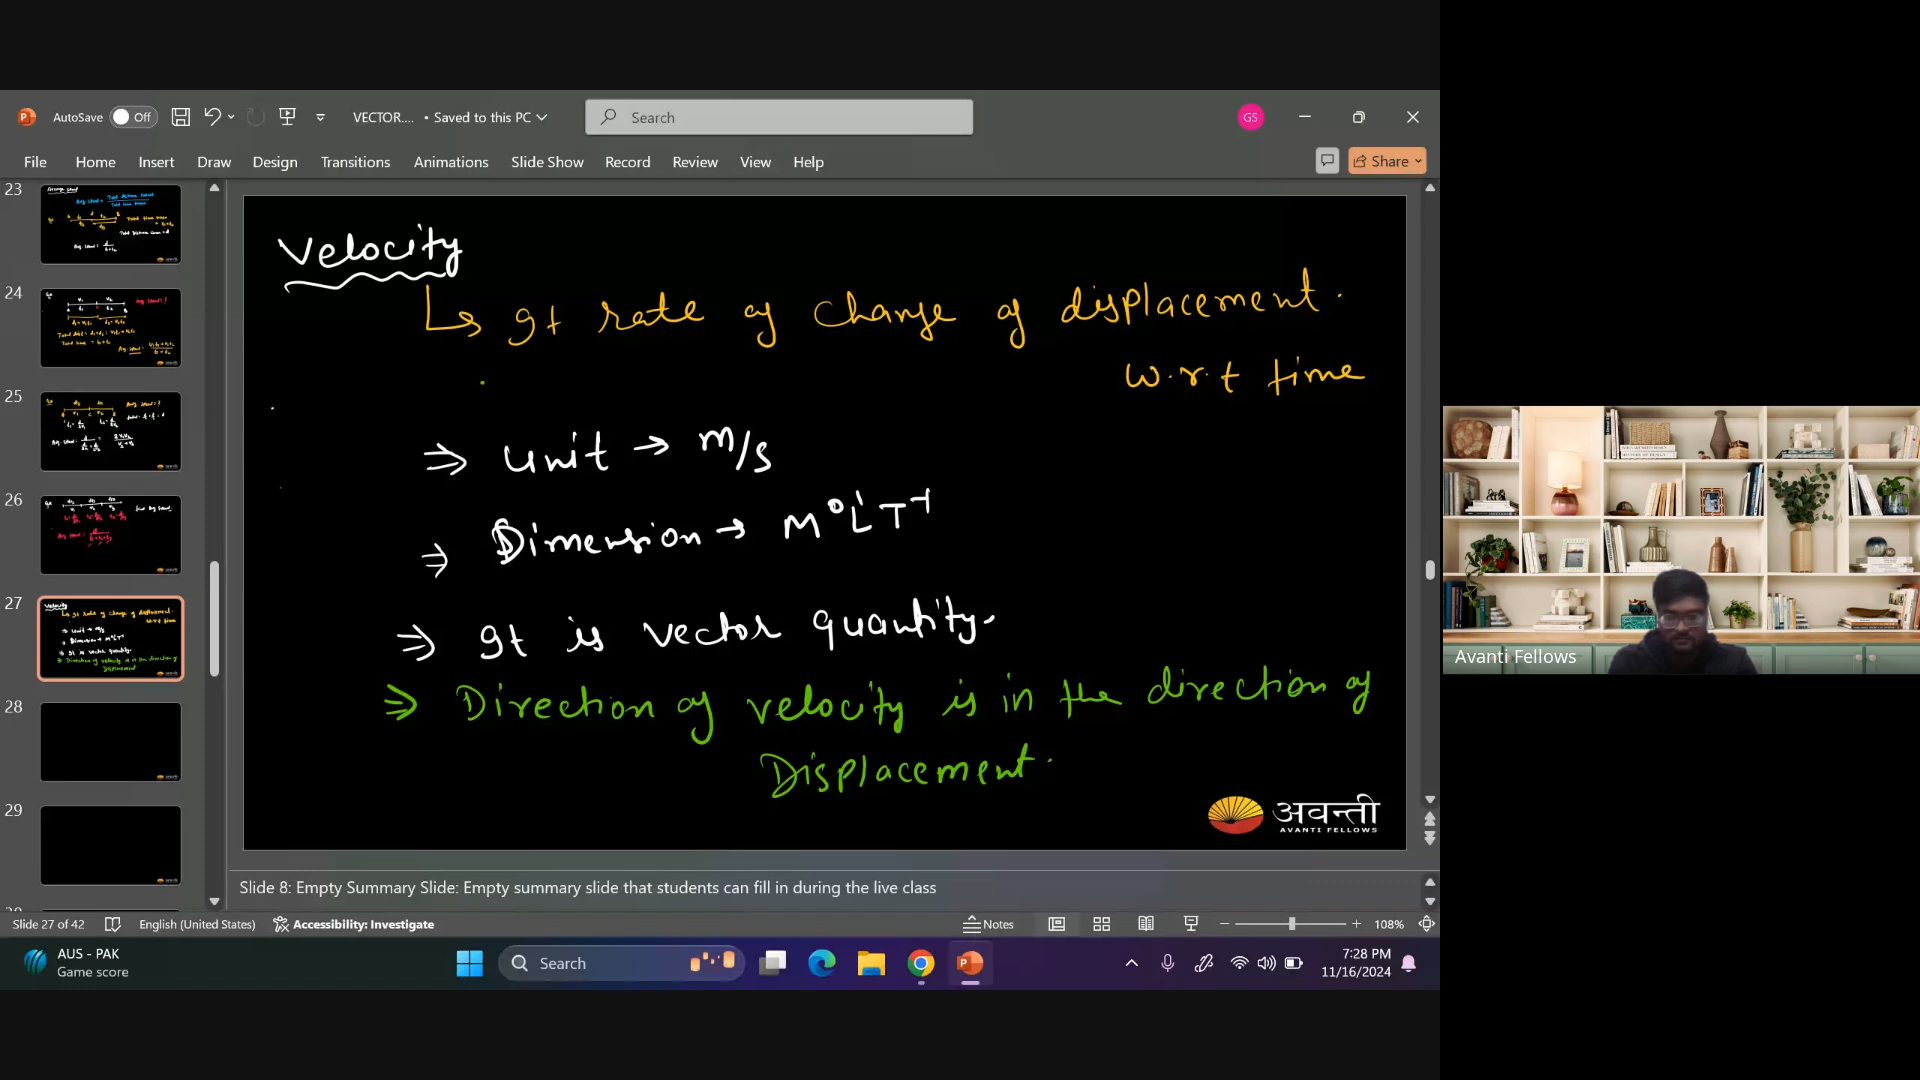 AutoSave Off VECTOR.... • Saved to this PC Search GS
File Home Insert Draw Design Transitions Animations Slide Show Record Review View Help Share
23
24
25
26
27
28
29
Velocity
It rate of change of displacement.
w.r.t time
⇒ Unit → m/s
⇒ Dimension → M⁰L¹T⁻¹
⇒ It is vector quantity.
⇒ Direction of velocity is in the direction of
Displacement.
अवन्ती
AVANTI FELLOWS
Avanti Fellows
Slide 8: Empty Summary Slide: Empty summary slide that students can fill in during the live class
Slide 27 of 42 English (United States) Accessibility: Investigate Notes 108%
AUS - PAK
Game score
Search
7:28 PM
11/16/2024